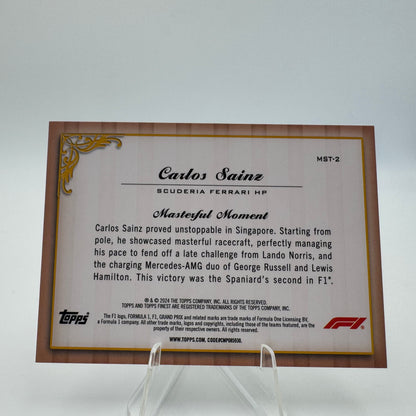 MST-2
Carlos Sainz
SCUDERIA FERRARI HP
Masterful Moment
Carlos Sainz proved unstoppable in Singapore. Starting
from pole, he showcased masterful racecraft, perfectly managing
his pace to fend off a late challenge from Lando Norris, and
the charging Mercedes-AMG duo of George Russell and Lewis
Hamilton. This victory was the Spaniard's second in F1®.
® & © 2024 THE TOPPS COMPANY, INC. ALL RIGHTS RESERVED.
TOPPS AND TOPPS FINEST ARE REGISTERED TRADEMARKS OF THE TOPPS COMPANY, INC.
The F1 logo, FORMULA 1, F1, GRAND PRIX and related marks are trade marks of Formula One Licensing BV,
a Formula 1 company. All other trade marks, logos and copyrights, including those of the teams featured, are the
property of their respective owners. All rights reserved.
Topps
F1
WWW.TOPPS.COM. CODE#CMP085030.